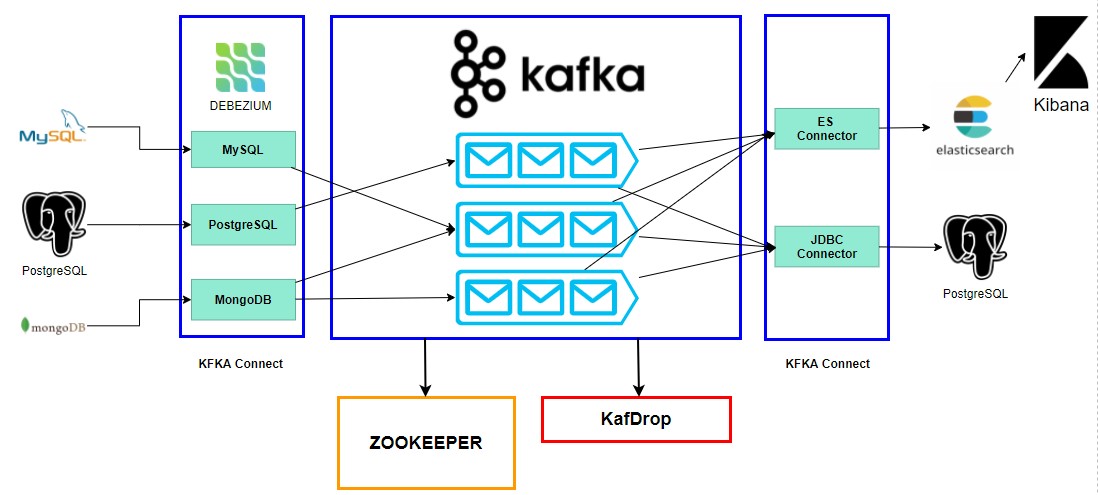 DEBEZIUM
kafka
Kibana
MySQL
MySQL
ES
Connector
elasticsearch
PostgreSQL
PostgreSQL
JDBC
Connector
PostgreSQL
mongoDB
MongoDB
KFKA Connect
KFKA Connect
ZOOKEEPER
KafDrop